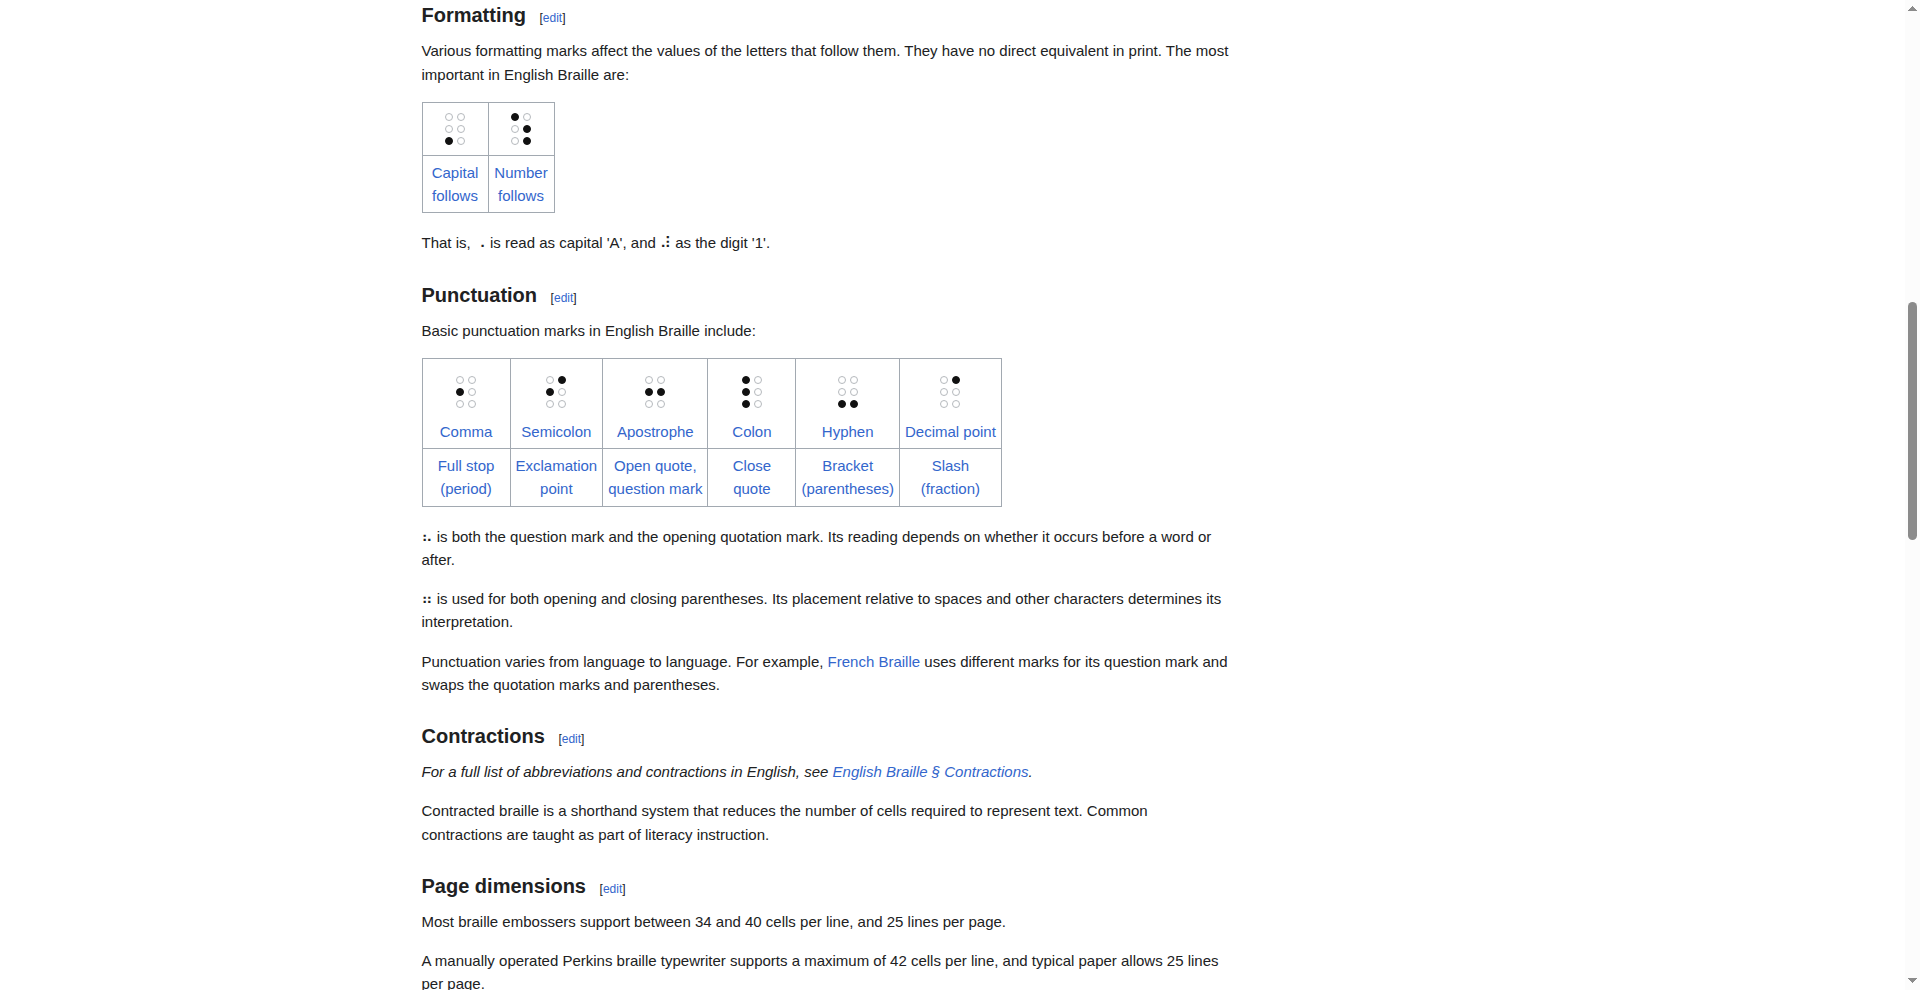 Formatting [edit]
Various formatting marks affect the values of the letters that follow them. They have no direct equivalent in print. The most
important in English Braille are:
⠄ ⠱
Capital Number
follows follows
That is, ⠠ is read as capital 'A', and ⠼ as the digit '1'.
Punctuation [edit]
Basic punctuation marks in English Braille include:
⠂ ⠊ ⠒ ⠇ ⠤ ⠈
Comma Semicolon Apostrophe Colon Hyphen Decimal point
Full stop Exclamation Open quote, Close Bracket Slash
(period) point question mark quote (parentheses) (fraction)
⠦ is both the question mark and the opening quotation mark. Its reading depends on whether it occurs before a word or
after.
⠶ is used for both opening and closing parentheses. Its placement relative to spaces and other characters determines its
interpretation.
Punctuation varies from language to language. For example, French Braille uses different marks for its question mark and
swaps the quotation marks and parentheses.
Contractions [edit]
For a full list of abbreviations and contractions in English, see English Braille § Contractions.
Contracted braille is a shorthand system that reduces the number of cells required to represent text. Common
contractions are taught as part of literacy instruction.
Page dimensions [edit]
Most braille embossers support between 34 and 40 cells per line, and 25 lines per page.
A manually operated Perkins braille typewriter supports a maximum of 42 cells per line, and typical paper allows 25 lines
per page.